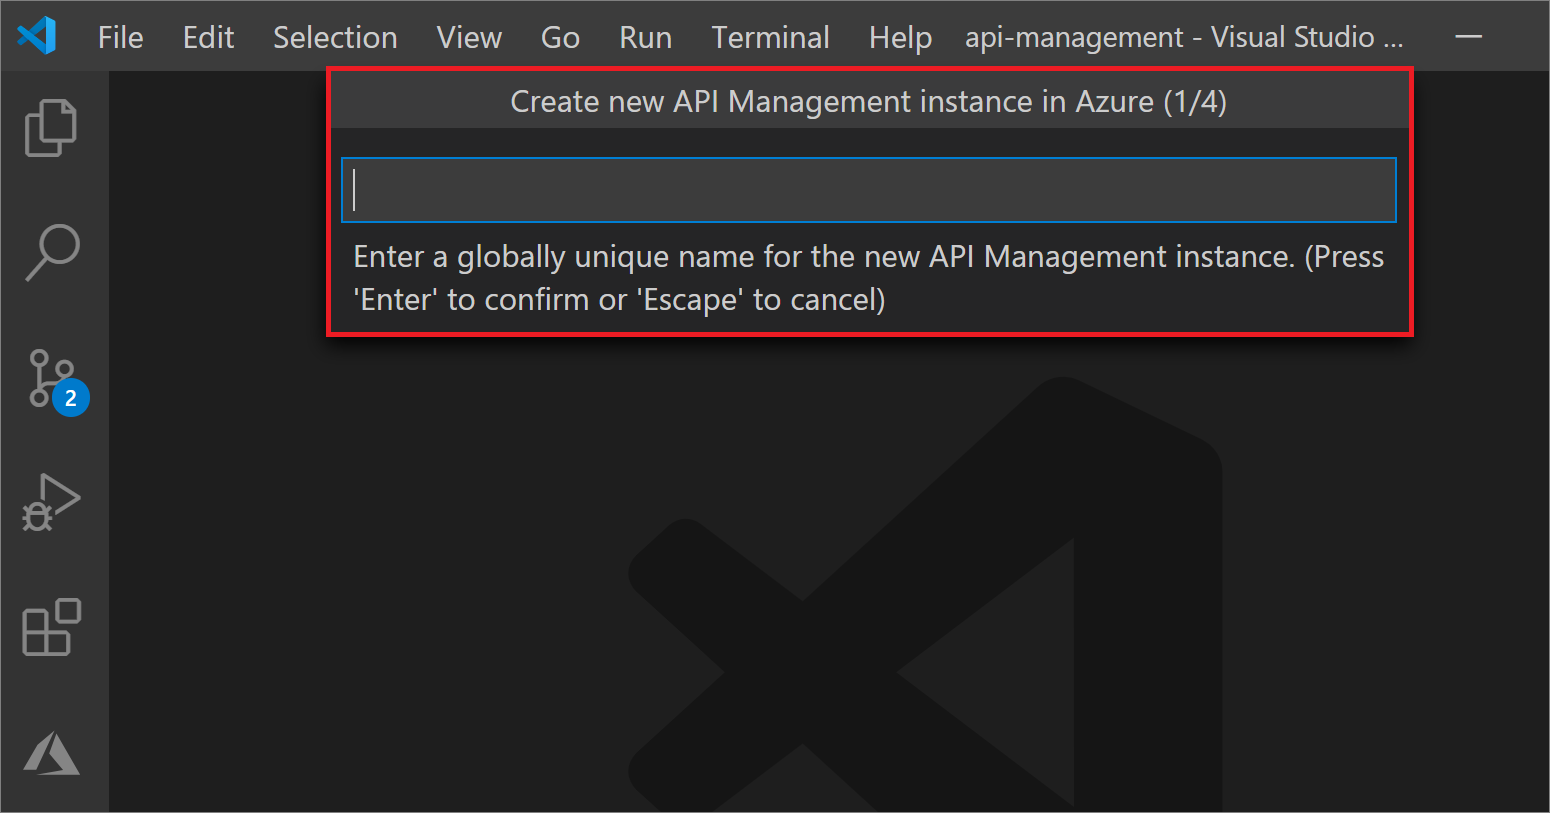 File Edit Selection View Go Run Terminal Help api-management - Visual Studio ...
Create new API Management instance in Azure (1/4)
Enter a globally unique name for the new API Management instance. (Press
'Enter' to confirm or 'Escape' to cancel)
2